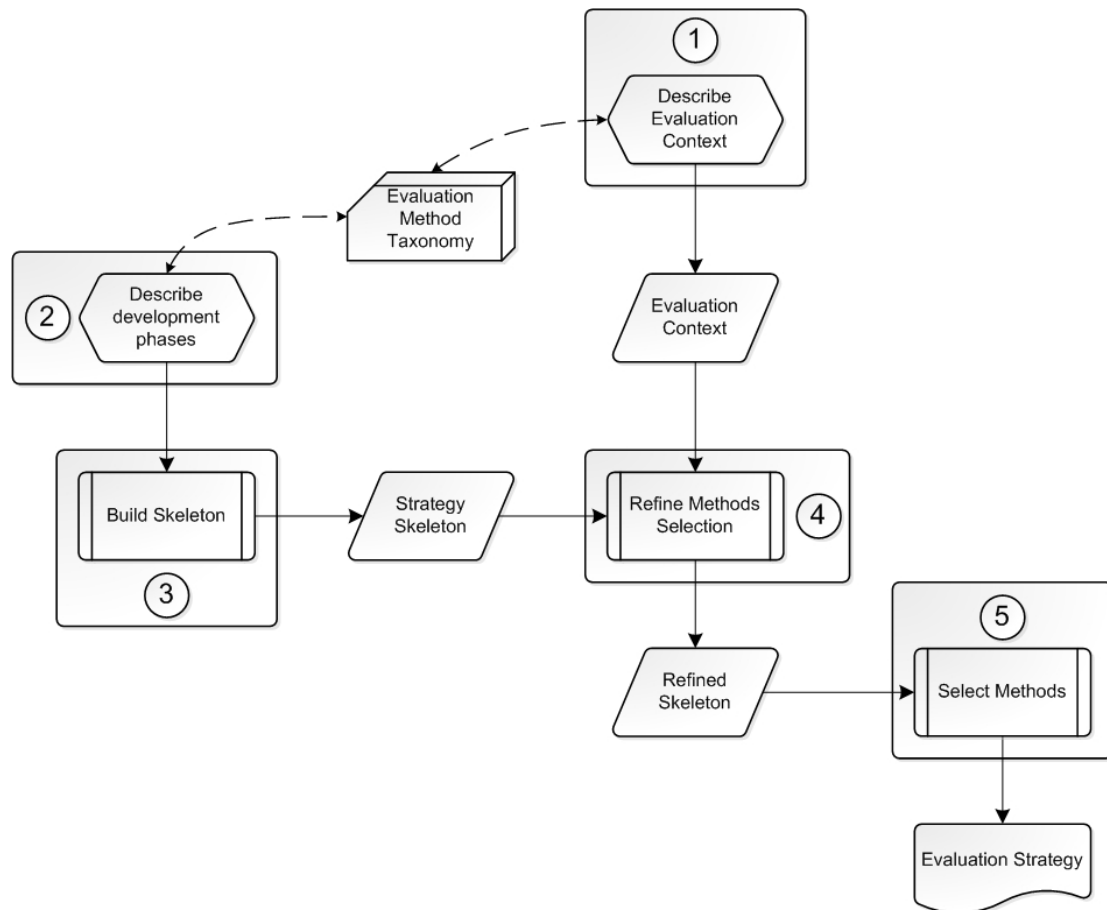 1
Describe
Evaluation
Context
Evaluation
Method
Taxonomy
2
Describe
development
phases
Evaluation
Context
Build Skeleton
3
Strategy
Skeleton
Refine Methods
Selection
4
Refined
Skeleton
5
Select Methods
Evaluation Strategy